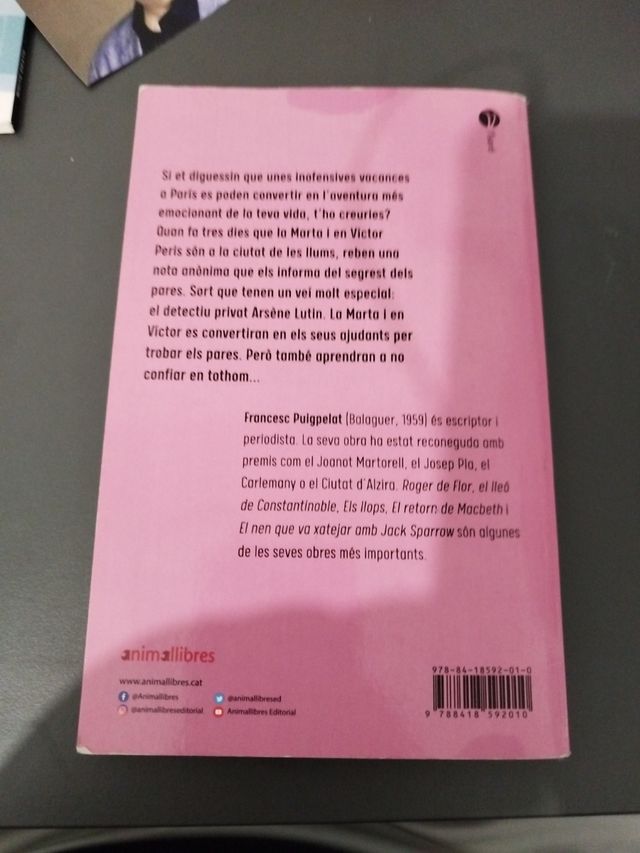 Si et diguessin que unes inofensives vacances
a París es poden convertir en l'aventura més
emocionant de la teva vida, t'ho creuries?
Quan fa tres dies que la Marta i en Víctor
Peris són a la ciutat de les llums, reben una
nota anònima que els informa del segrest dels
pares. Sort que tenen un veí molt especial:
el detectiu privat Arsène Lutin. La Marta i en
Víctor es convertiran en els seus ajudants per
trobar els pares. Però també aprendran a no
confiar en tothom...
Francesc Puigpelat (Balaguer, 1959) és escriptor i
periodista. La seva obra ha estat reconeguda amb
premis com el Joanot Martorell, el Josep Pla, el
Carlemany o el Ciutat d'Alzira. Roger de Flor, el lleó
de Constantinoble, Els llops, El retorn de Macbeth i
El nen que va xatejar amb Jack Sparrow són algunes
de les seves obres més importants.
animallibres
www.animallibres.cat
@Animallibres
@animallibresed
@animallibreseditorial
Animallibres Editorial
978-84-18592-01-0
9 788418 592010